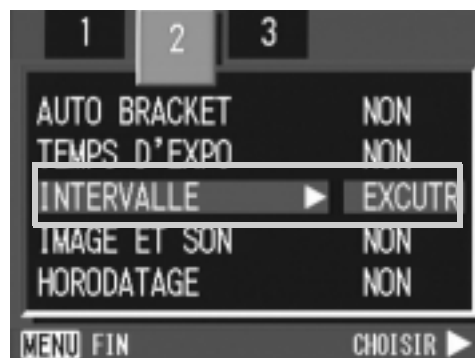 1 2 3
AUTO BRACKET NON
TEMPS D'EXPO NON
INTERVALLE ▶ EXCUTR
IMAGE ET SON NON
HORODATAGE NON
MENU FIN CHOISIR ▶